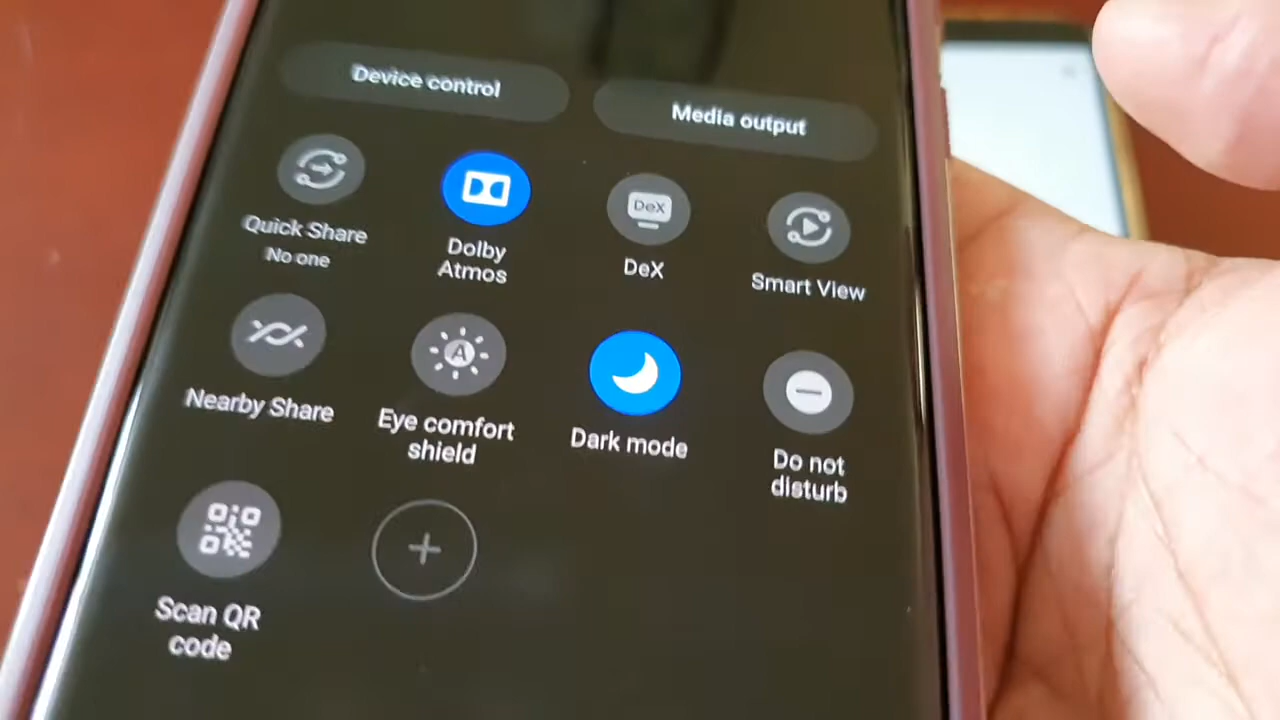 Device control
Media output
Quick Share
No one
Dolby
Atmos
DeX
DeX
Smart View
Nearby Share
A
Eye comfort
shield
Dark mode
Do not
disturb
Scan QR
code